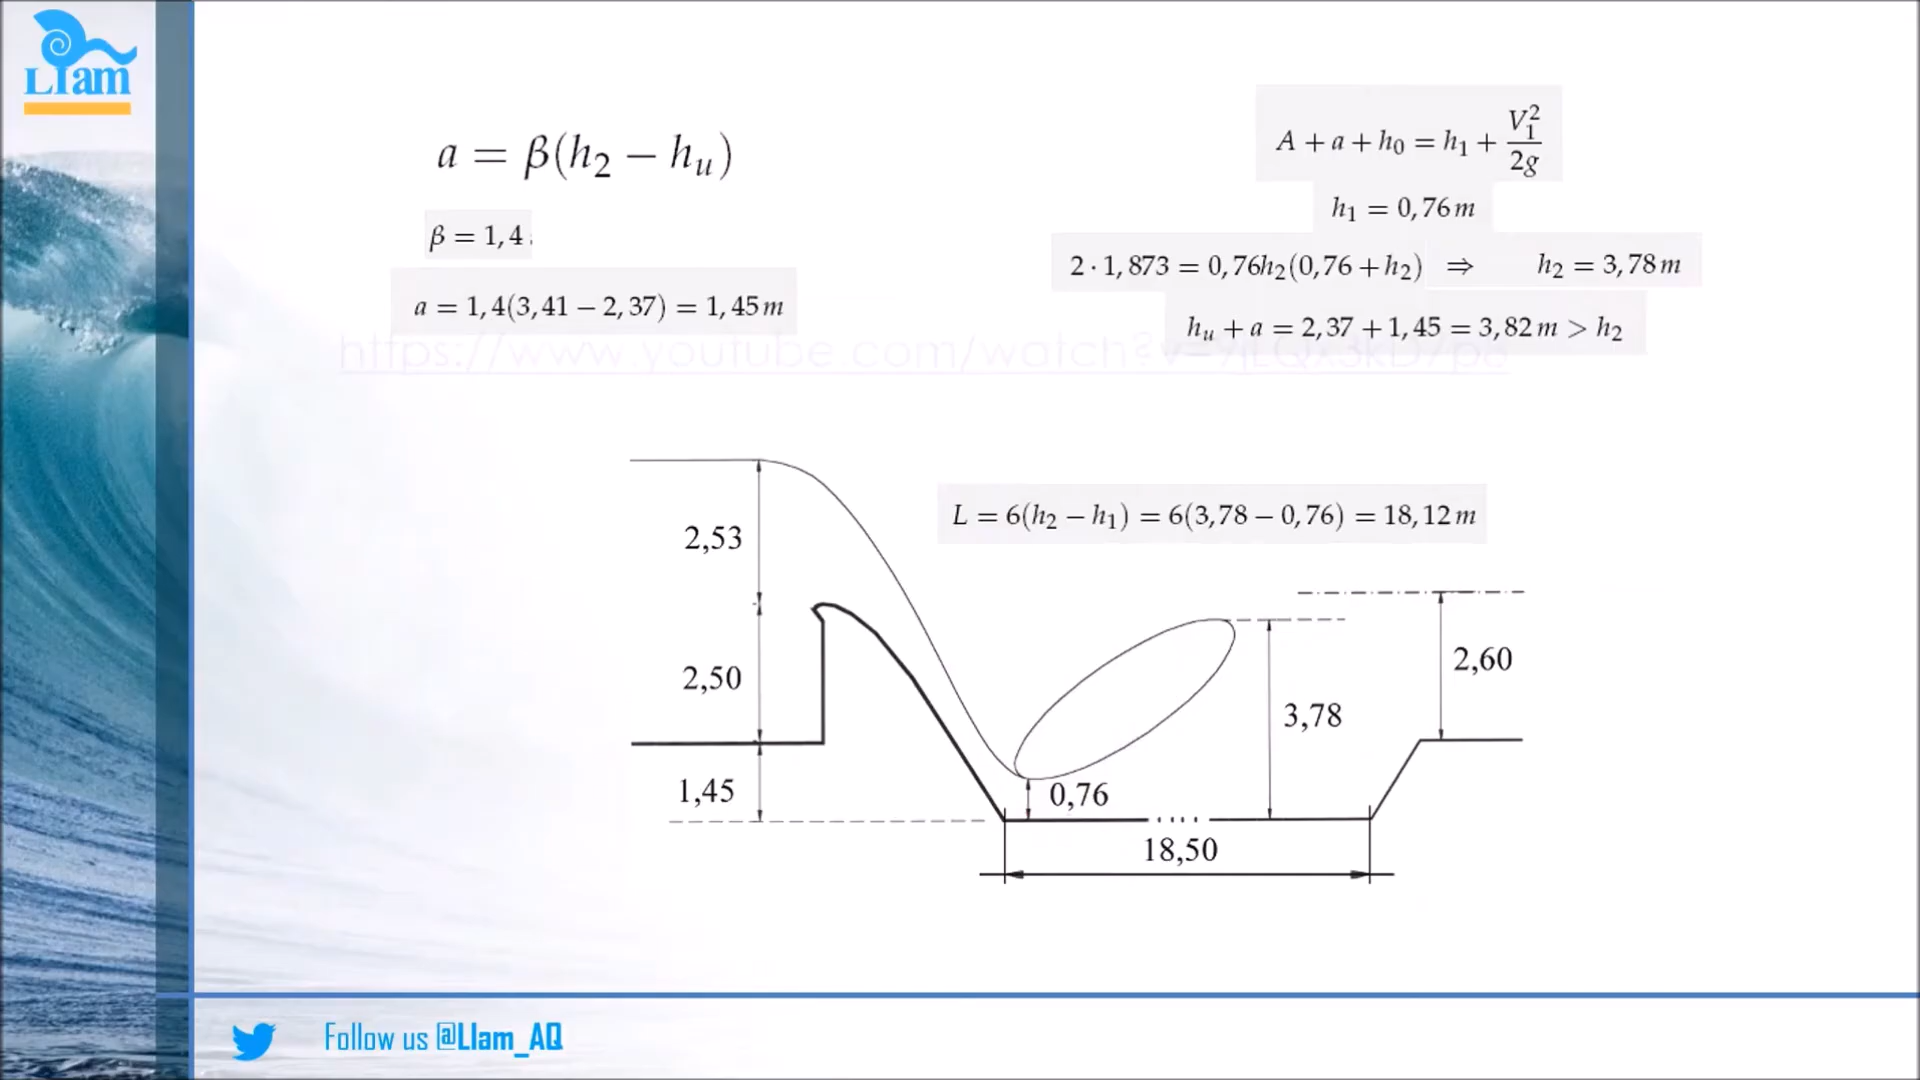 LIam
a = β(h₂ − hᵤ)
β = 1,4
a = 1,4(3,41 − 2,37) = 1,45 m
A + a + h₀ = h₁ + V₁²/2g
h₁ = 0,76 m
2 · 1,873 = 0,76h₂(0,76 + h₂) ⇒ h₂ = 3,78 m
hᵤ + a = 2,37 + 1,45 = 3,82 m > h₂
L = 6(h₂ − h₁) = 6(3,78 − 0,76) = 18,12 m
2,53
2,50
1,45
0,76
3,78
2,60
18,50
Follow us @LIam_AQ